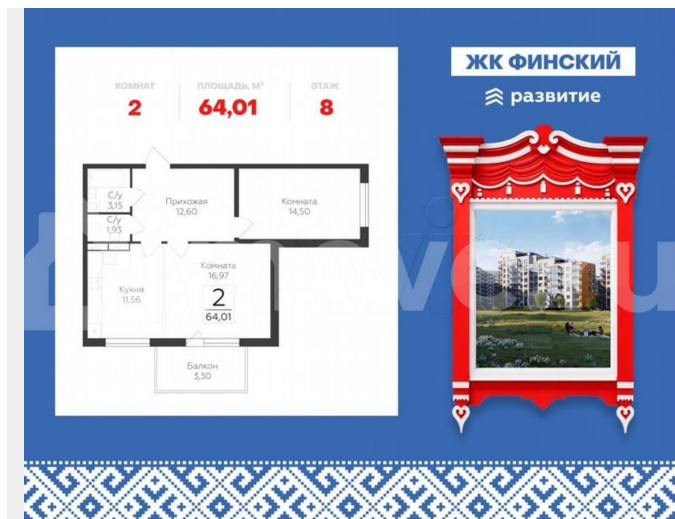 КОМНАТ
2
ПЛОЩАДЬ, М²
64,01
ЭТАЖ
8
ЖК ФИНСКИЙ
развитие
С/у
3,15
Прихожая
12,60
Комната
14,50
С/у
1,93
Комната
16,97
Кухня
11,56
2
64,01
Балкон
3,30